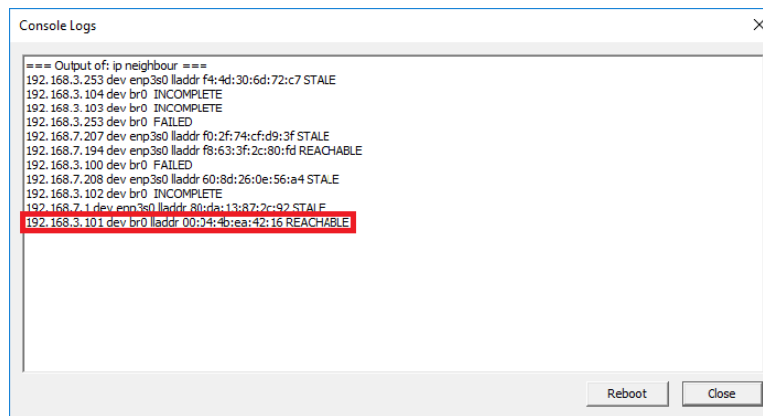 Console Logs
=== Output of: ip neighbour ===
192.168.3.253 dev enp3s0 lladdr f4:4d:30:6d:72:c7 STALE
192.168.3.104 dev br0  INCOMPLETE
192.168.3.103 dev br0  INCOMPLETE
192.168.3.253 dev br0  FAILED
192.168.7.207 dev enp3s0 lladdr f0:2f:74:cf:d9:3f STALE
192.168.7.194 dev enp3s0 lladdr f8:63:3f:2c:80:fd REACHABLE
192.168.3.100 dev br0  FAILED
192.168.7.208 dev enp3s0 lladdr 60:8d:26:0e:56:a4 STALE
192.168.3.102 dev br0  INCOMPLETE
192.168.7.1 dev enp3s0 lladdr 80:da:13:87:2c:92 STALE
192.168.3.101 dev br0 lladdr 00:04:4b:ea:42:16 REACHABLE
Reboot
Close